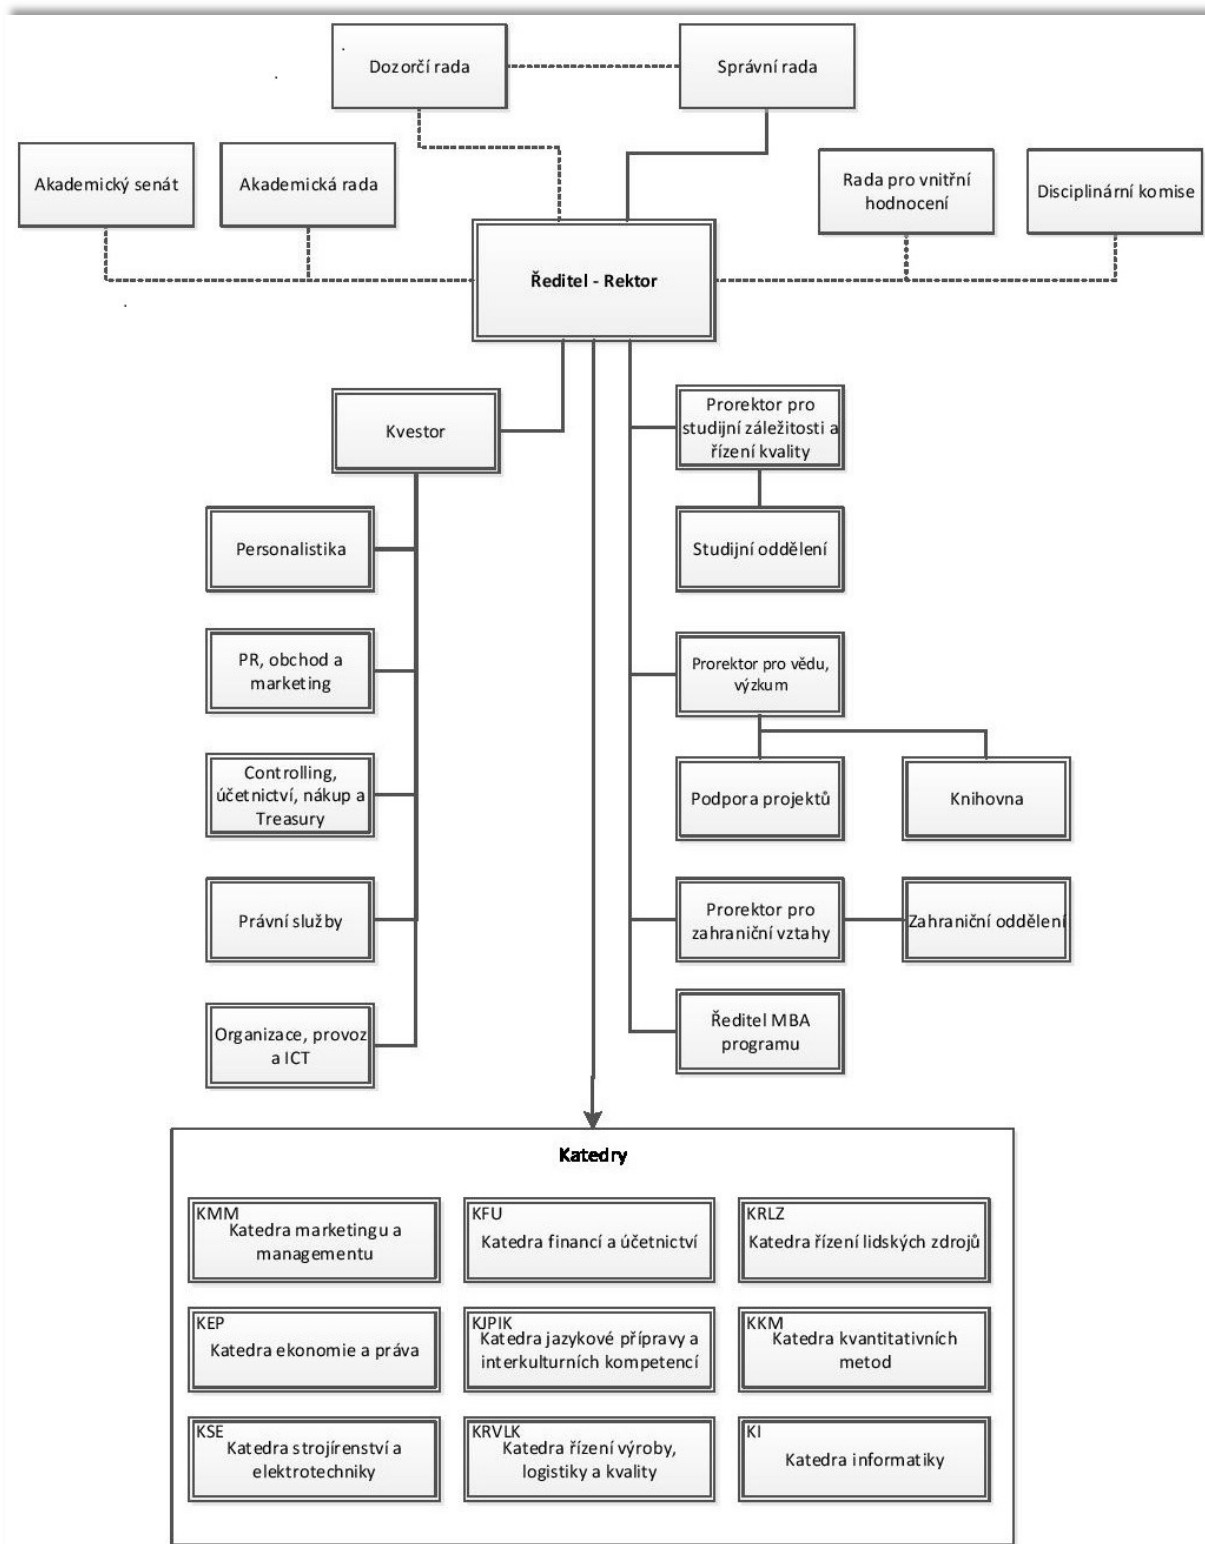 Dozorčí rada
Správní rada
Akademický senát
Akademická rada
Rada pro vnitřní
hodnocení
Disciplinární komise
Ředitel - Rektor
Kvestor
Prorektor pro
studijní záležitosti a
řízení kvality
Personalistika
Studijní oddělení
PR, obchod a
marketing
Prorektor pro vědu,
výzkum
Controlling,
účetnictví, nákup a
Treasury
Podpora projektů
Knihovna
Právní služby
Prorektor pro
zahraniční vztahy
Zahraniční oddělení
Organizace, provoz
a ICT
Ředitel MBA
programu
Katedry
KMM
Katedra marketingu a
managementu
KFU
Katedra financí a účetnictví
KRLZ
Katedra řízení lidských zdrojů
KEP
Katedra ekonomie a práva
KJPIK
Katedra jazykové přípravy a
interkulturních kompetencí
KKM
Katedra kvantitativních
metod
KSE
Katedra strojírenství a
elektrotechniky
KRVLK
Katedra řízení výroby,
logistiky a kvality
KI
Katedra informatiky